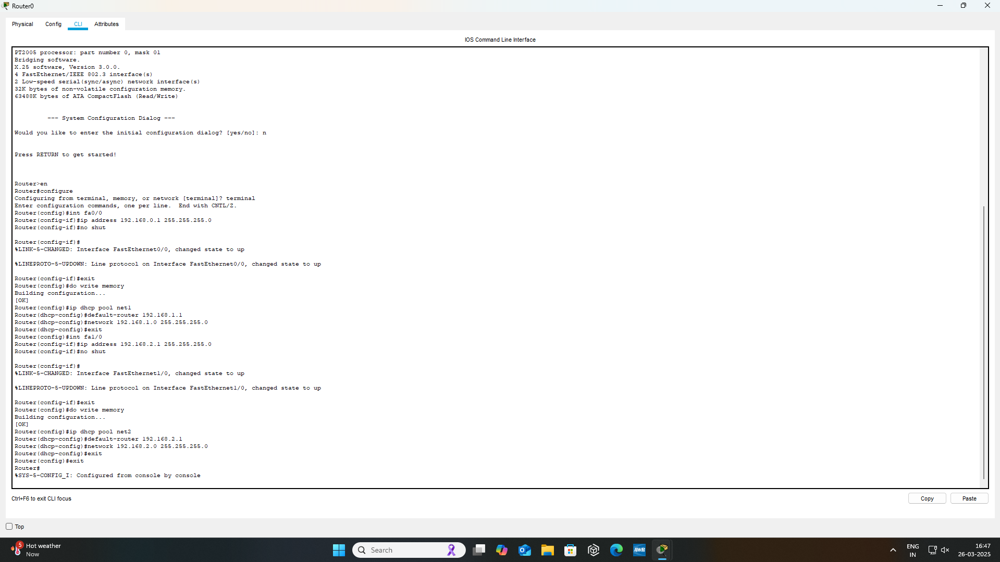 Router0
Physical Config CLI Attributes
IOS Command Line Interface
PT2005 processor: part number 0, mask 01
Bridging software.
X.25 software, Version 3.0.0.
4 FastEthernet/IEEE 802.3 interface(s)
2 Low-speed serial(sync/async) network interface(s)
32K bytes of non-volatile configuration memory.
63488K bytes of ATA CompactFlash (Read/Write)
--- System Configuration Dialog ---
Would you like to enter the initial configuration dialog? [yes/no]: n
Press RETURN to get started!
Router>en
Router#configure
Configuring from terminal, memory, or network [terminal]? terminal
Enter configuration commands, one per line.  End with CNTL/Z.
Router(config)#int fa0/0
Router(config-if)#ip address 192.168.0.1 255.255.255.0
Router(config-if)#no shut
Router(config-if)#
%LINK-5-CHANGED: Interface FastEthernet0/0, changed state to up
%LINEPROTO-5-UPDOWN: Line protocol on Interface FastEthernet0/0, changed state to up
Router(config-if)#exit
Router(config)#do write memory
Building configuration...
[OK]
Router(config)#ip dhcp pool net1
Router(dhcp-config)#default-router 192.168.1.1
Router(dhcp-config)#network 192.168.1.0 255.255.255.0
Router(dhcp-config)#exit
Router(config)#int fa1/0
Router(config-if)#ip address 192.168.2.1 255.255.255.0
Router(config-if)#no shut
Router(config-if)#
%LINK-5-CHANGED: Interface FastEthernet1/0, changed state to up
%LINEPROTO-5-UPDOWN: Line protocol on Interface FastEthernet1/0, changed state to up
Router(config-if)#exit
Router(config)#do write memory
Building configuration...
[OK]
Router(config)#ip dhcp pool net2
Router(dhcp-config)#default-router 192.168.2.1
Router(dhcp-config)#network 192.168.2.0 255.255.255.0
Router(dhcp-config)#exit
Router(config)#exit
Router#
%SYS-5-CONFIG_I: Configured from console by console
Ctrl+F6 to exit CLI focus
Copy Paste
Top
5 Hot weather
Now
Search
AWR
ENG
IN
16:47
26-03-2025